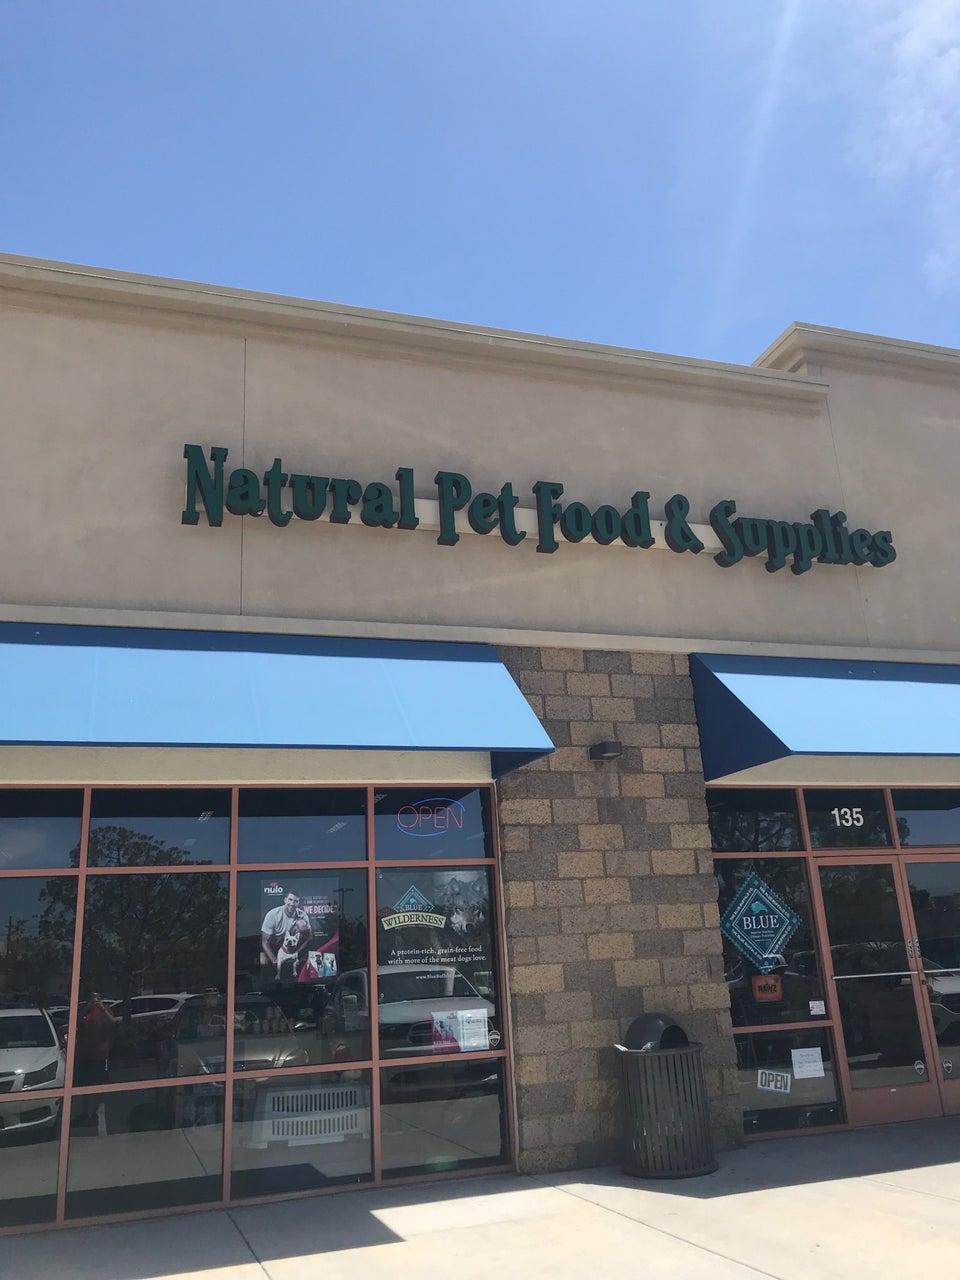 Natural Pet Food & Supplies
OPEN
135
nulo
WE DECIDE
BLUE
WILDERNESS
A protein-rich, grain-free food
with more of the meat dogs love.
BLUE
OPEN